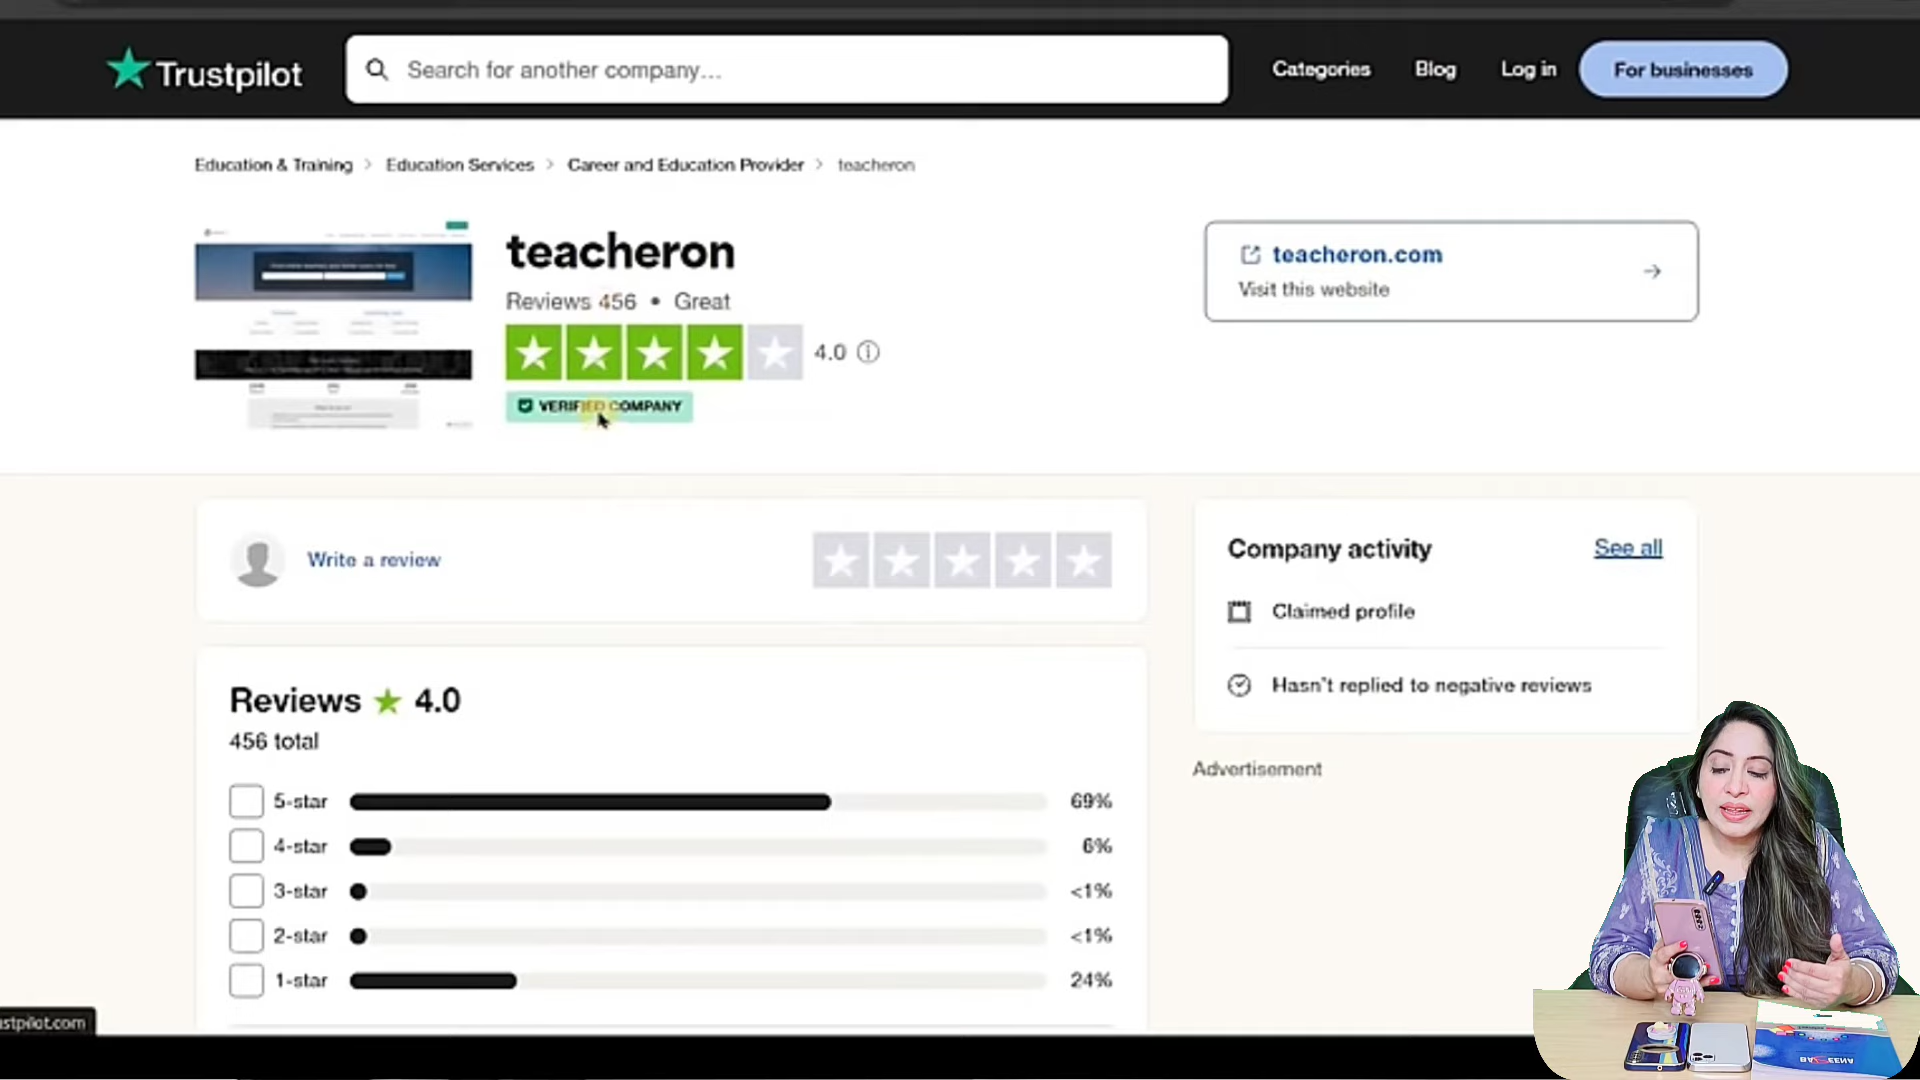 Trustpilot
Search for another company...
Categories
Blog
Log in
For businesses
Education & Training > Education Services > Career and Education Provider > teacheron
teacheron
Reviews 456 • Great
4.0
VERIFIED COMPANY
teacheron.com
Visit this website
Write a review
Company activity
See all
Claimed profile
Hasn't replied to negative reviews
Advertisement
Reviews ★ 4.0
456 total
5-star 69%
4-star 6%
3-star <1%
2-star <1%
1-star 24%
stpilot.com